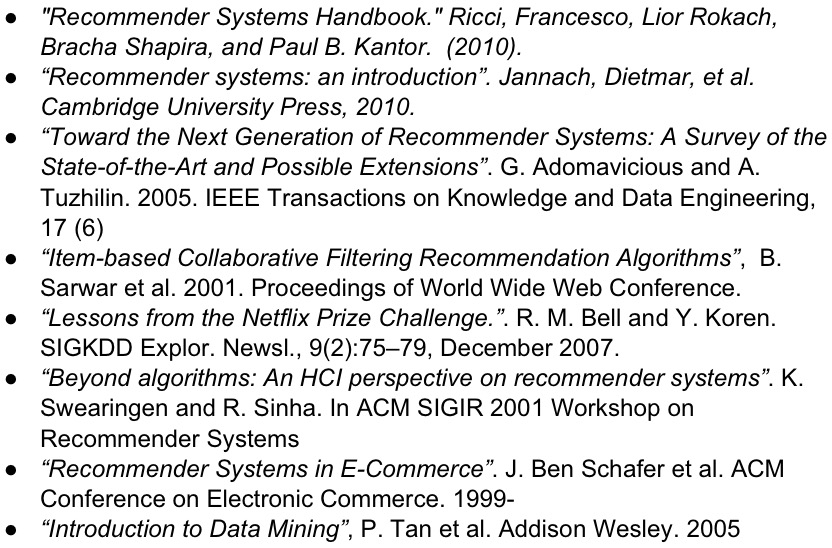 ● "Recommender Systems Handbook." Ricci, Francesco, Lior Rokach,
Bracha Shapira, and Paul B. Kantor.  (2010).
● “Recommender systems: an introduction”. Jannach, Dietmar, et al.
Cambridge University Press, 2010.
● “Toward the Next Generation of Recommender Systems: A Survey of the
State-of-the-Art and Possible Extensions”. G. Adomavicious and A.
Tuzhilin. 2005. IEEE Transactions on Knowledge and Data Engineering,
17 (6)
● “Item-based Collaborative Filtering Recommendation Algorithms”,  B.
Sarwar et al. 2001. Proceedings of World Wide Web Conference.
● “Lessons from the Netflix Prize Challenge.”. R. M. Bell and Y. Koren.
SIGKDD Explor. Newsl., 9(2):75–79, December 2007.
● “Beyond algorithms: An HCI perspective on recommender systems”. K.
Swearingen and R. Sinha. In ACM SIGIR 2001 Workshop on
Recommender Systems
● “Recommender Systems in E-Commerce”. J. Ben Schafer et al. ACM
Conference on Electronic Commerce. 1999-
● “Introduction to Data Mining”, P. Tan et al. Addison Wesley. 2005